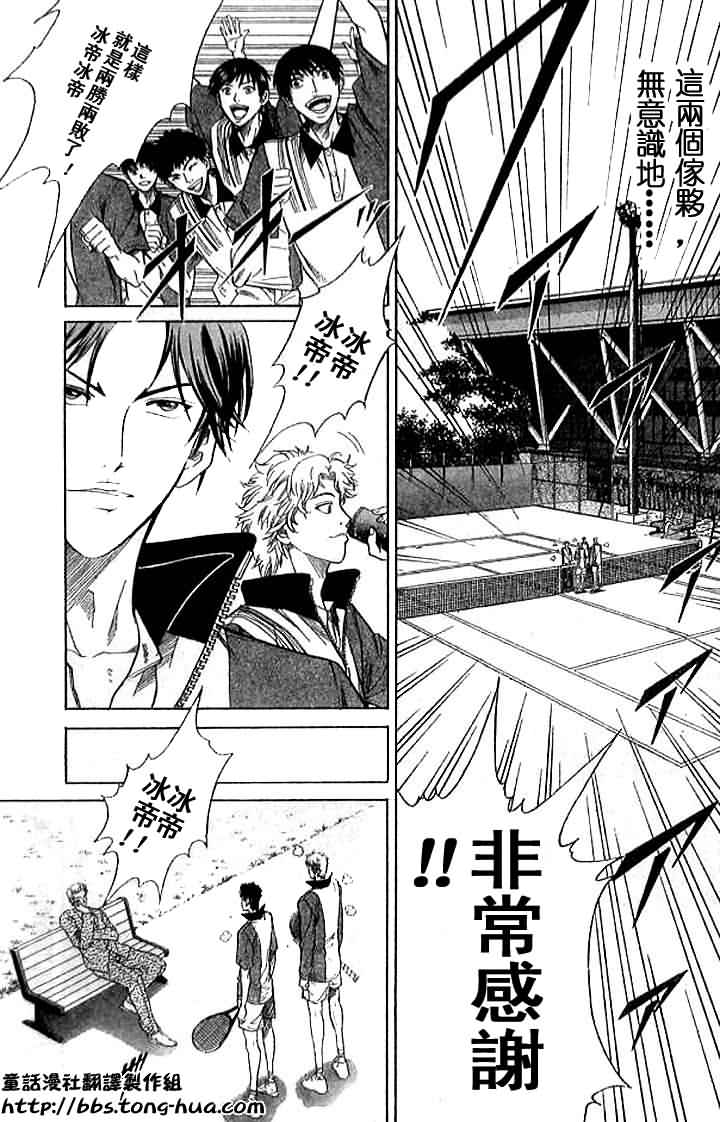 這兩個傢夥，
無意識地……
非常感謝
!!
這樣
就是兩勝兩敗了！
冰帝冰帝
冰帝
冰帝!!
冰帝
冰帝!!
童話漫社翻譯製作組
http://bbs.tong-hua.com/